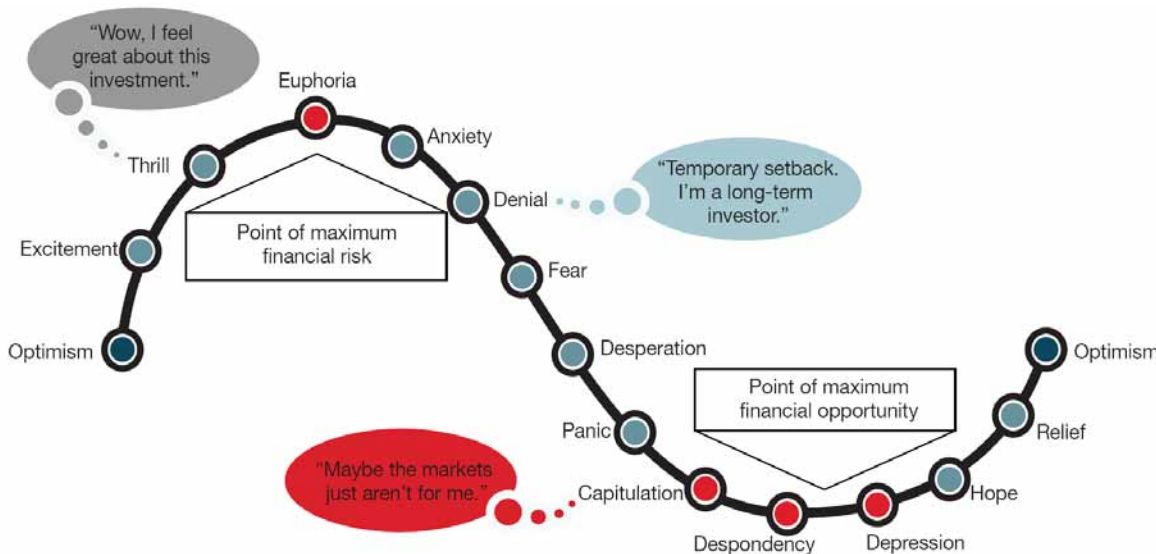 “Wow, I feel
great about this
investment.”
Euphoria
Anxiety
Thrill
Denial
“Temporary setback.
I’m a long-term
investor.”
Point of maximum
financial risk
Excitement
Fear
Optimism
Desperation
Optimism
Point of maximum
financial opportunity
Panic
Relief
“Maybe the markets
just aren’t for me.”
Capitulation
Hope
Despondency
Depression